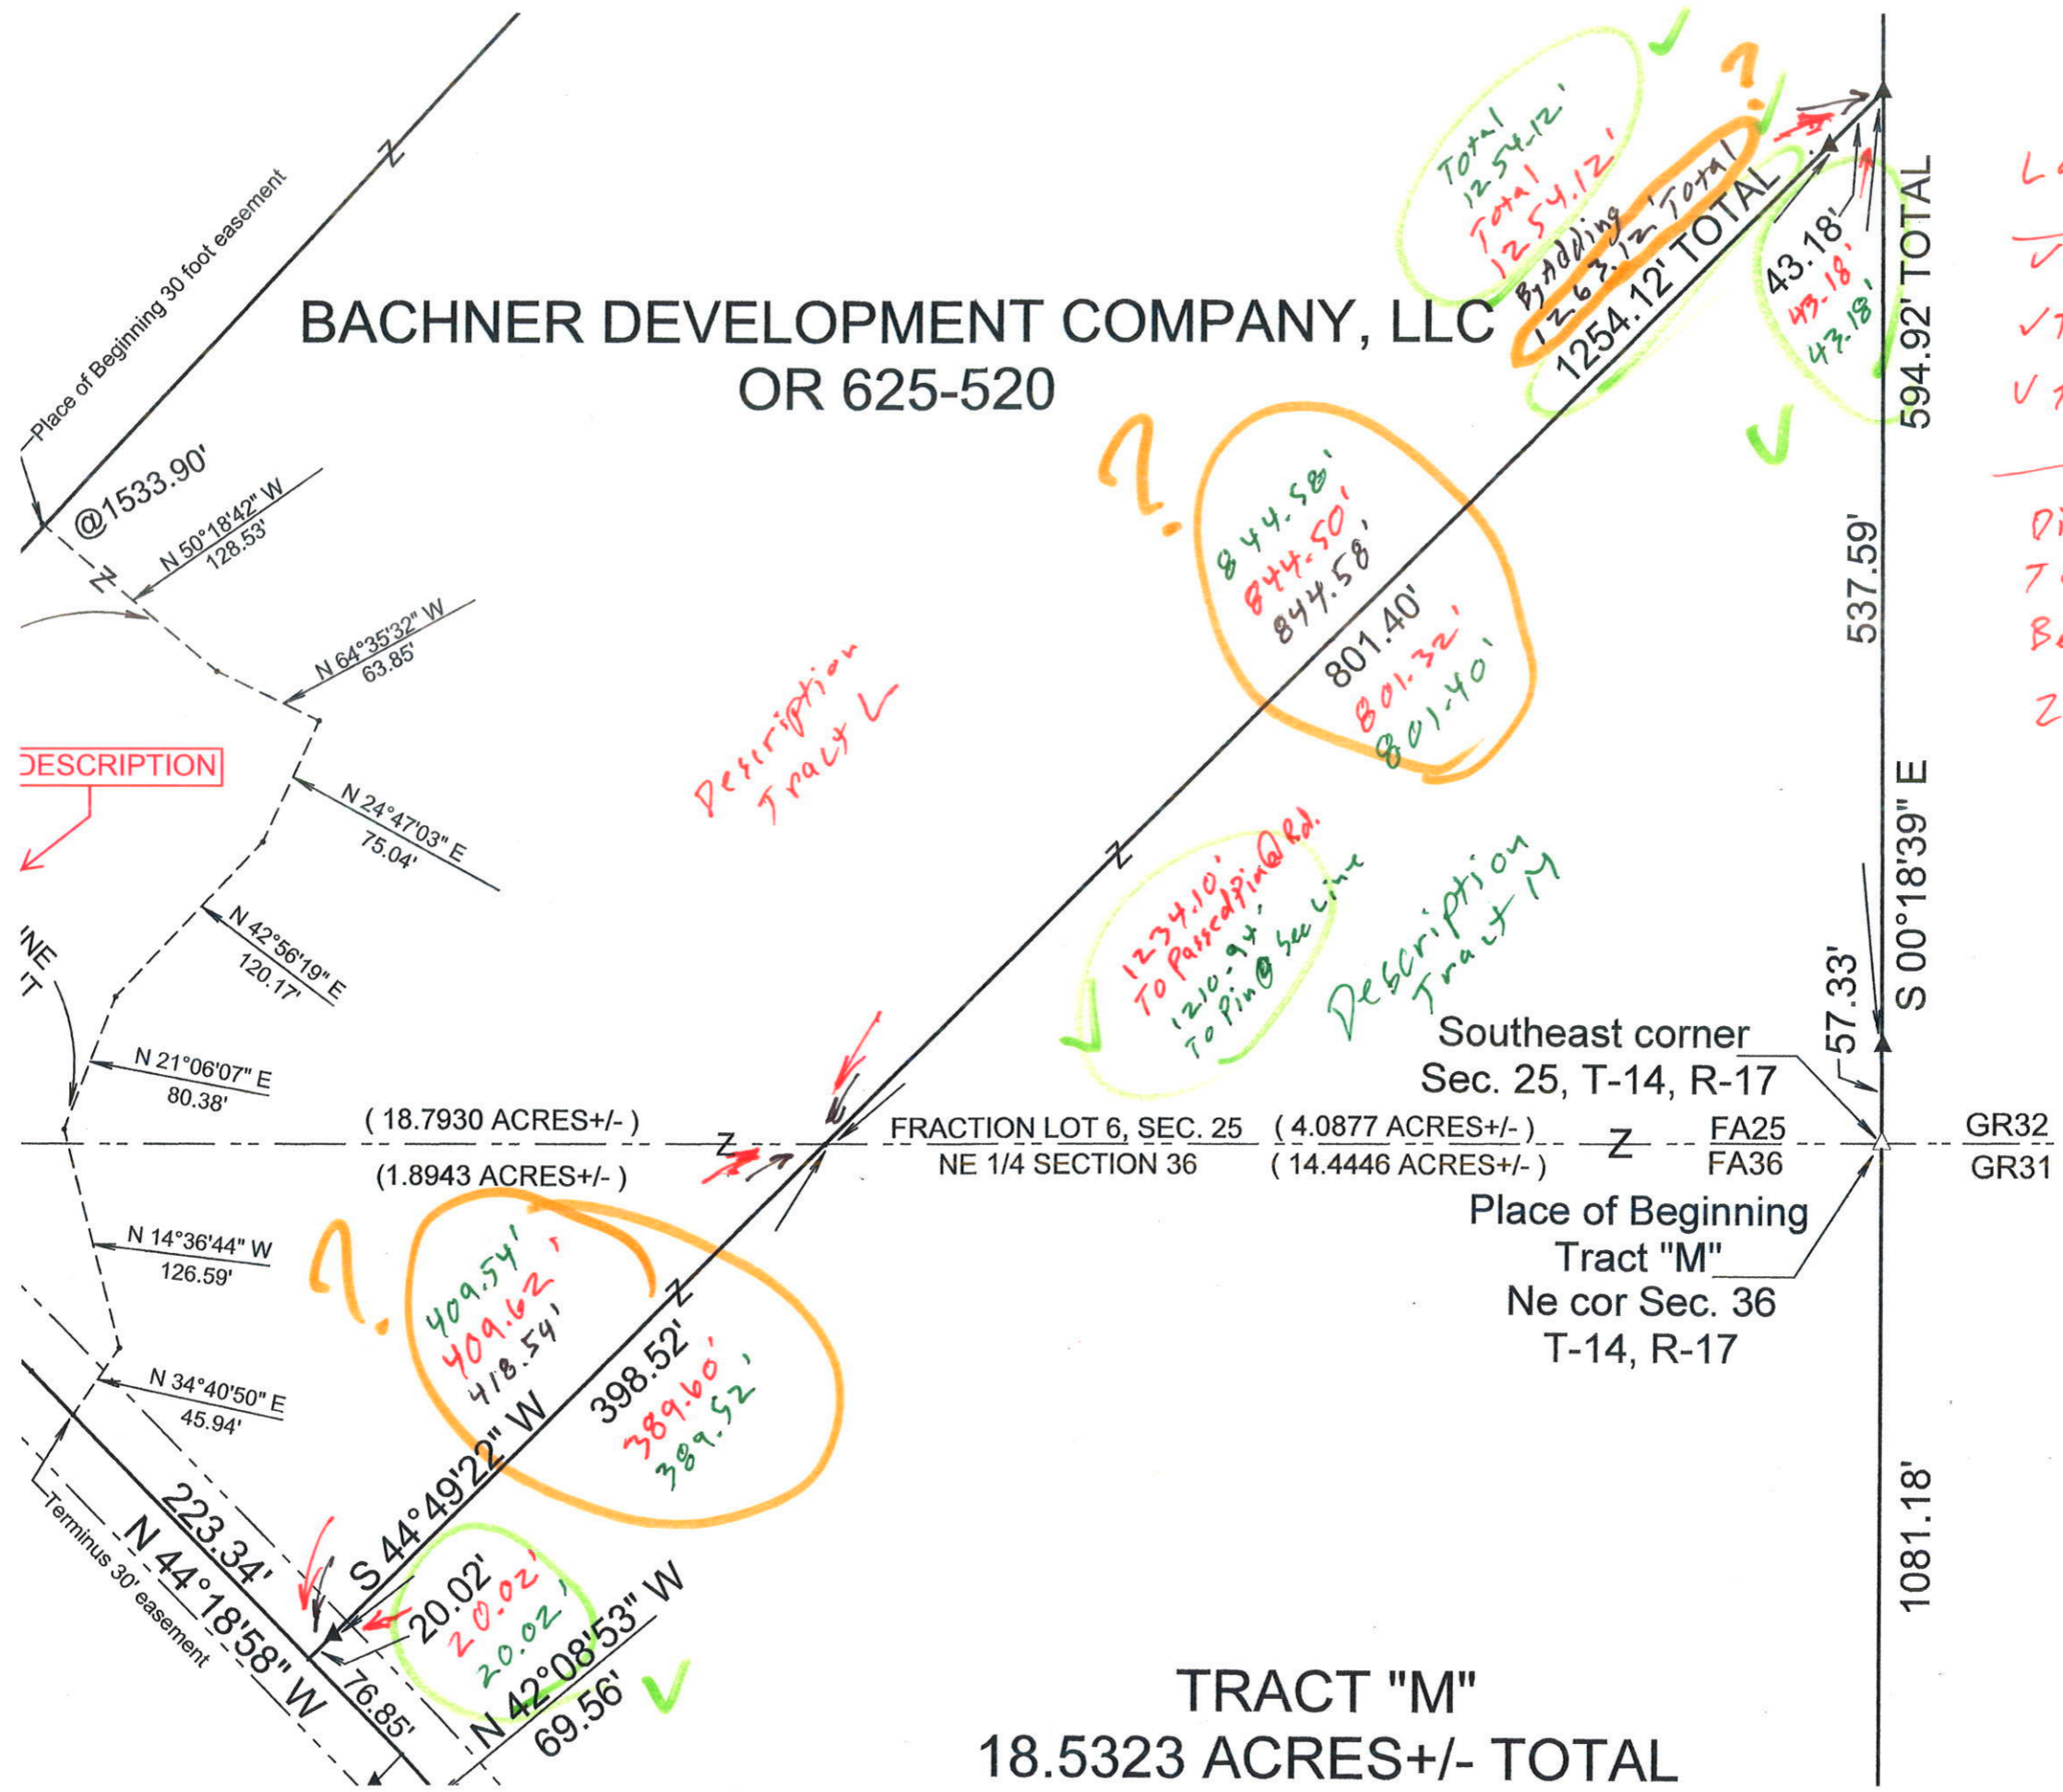 Place of Beginning 30 foot easement
@1533.90'
N 50°18'42" W
128.53'
N 64°35'32" W
63.85'
DESCRIPTION
N 24°47'03" E
75.04'
N 42°56'19" E
120.17'
N 21°06'07" E
80.38'
N 14°36'44" W
126.59'
N 34°40'50" E
45.94'
223.34'
N 44°18'58" W
Terminus 30' easement
76.85'
BACHNER DEVELOPMENT COMPANY, LLC
OR 625-520
Description
Tract L
Total
1254.12'
Total
1254.12'
?
By Adding
1263.12' Total
1254.12' TOTAL
43.18'
43.18'
43.18'
594.92' TOTAL
?
844.58'
844.50'
844.58'
801.40'
801.32'
801.40'
537.59'
S 00°18'39" E
57.33'
1234.10'
To Passed Pin @ Rd.
1210.94'
To Pin @ Sec Line
Description
Tract M
Southeast corner
Sec. 25, T-14, R-17
( 18.7930 ACRES+/- )
(1.8943 ACRES+/- )
FRACTION LOT 6, SEC. 25 ( 4.0877 ACRES+/- )
NE 1/4 SECTION 36 ( 14.4446 ACRES+/- )
FA25
FA36
GR32
GR31
Place of Beginning
Tract "M"
Ne cor Sec. 36
T-14, R-17
?
409.54'
409.62'
418.54'
398.52'
389.60'
389.52'
S 44°49'22" W
20.02'
20.02'
20.02'
N 42°08'53" W
69.56'
1081.18'
TRACT "M"
18.5323 ACRES+/- TOTAL